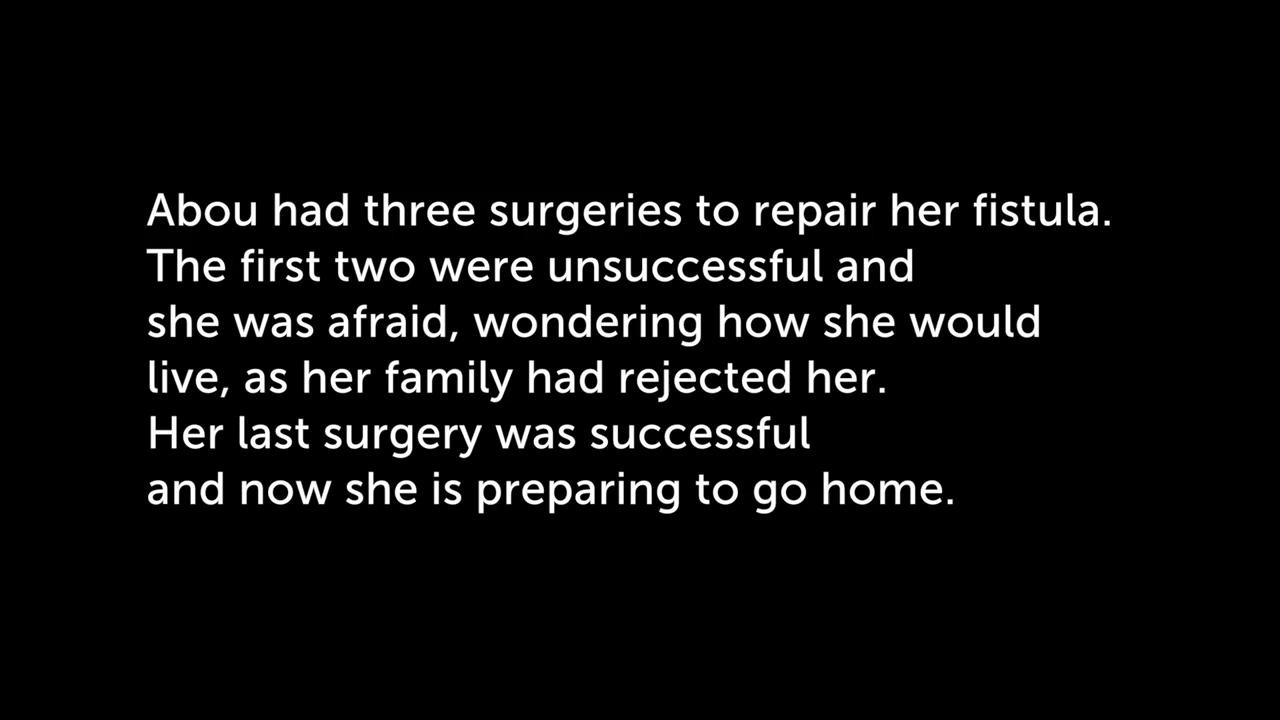 Abou had three surgeries to repair her fistula.
The first two were unsuccessful and
she was afraid, wondering how she would
live, as her family had rejected her.
Her last surgery was successful
and now she is preparing to go home.